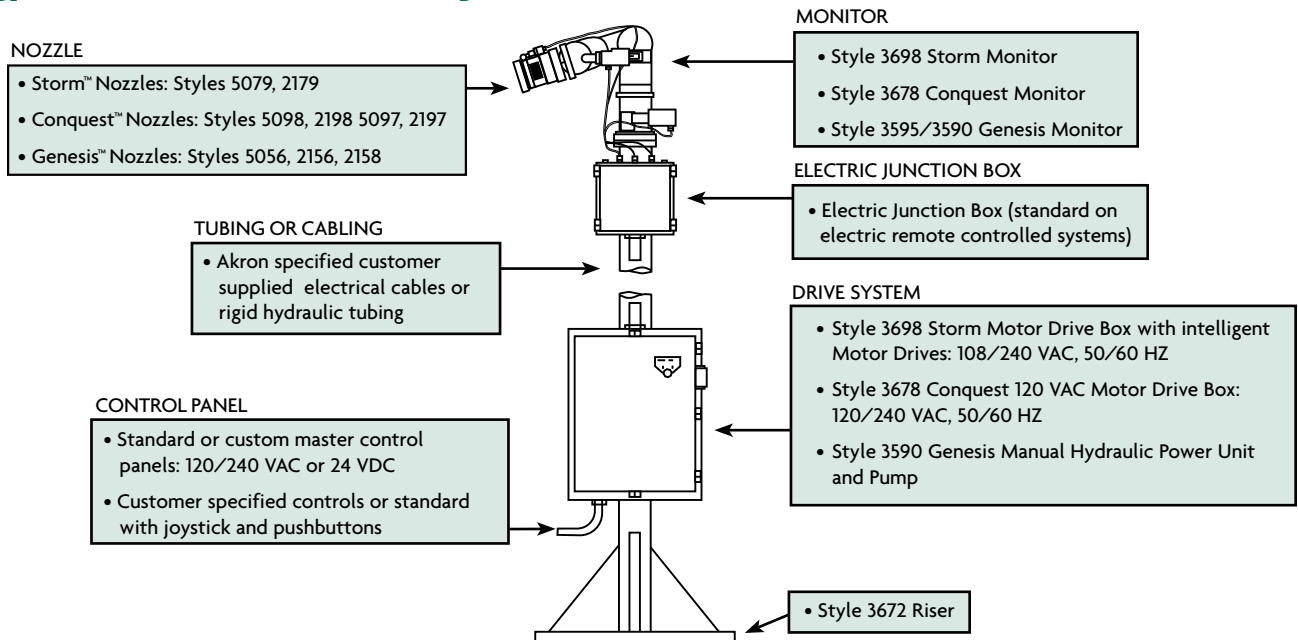 NOZZLE
• Storm™ Nozzles: Styles 5079, 2179
• Conquest™ Nozzles: Styles 5098, 2198 5097, 2197
• Genesis™ Nozzles: Styles 5056, 2156, 2158
MONITOR
• Style 3698 Storm Monitor
• Style 3678 Conquest Monitor
• Style 3595/3590 Genesis Monitor
ELECTRIC JUNCTION BOX
• Electric Junction Box (standard on
electric remote controlled systems)
TUBING OR CABLING
• Akron specified customer
supplied electrical cables or
rigid hydraulic tubing
DRIVE SYSTEM
• Style 3698 Storm Motor Drive Box with intelligent
Motor Drives: 108/240 VAC, 50/60 HZ
• Style 3678 Conquest 120 VAC Motor Drive Box:
120/240 VAC, 50/60 HZ
• Style 3590 Genesis Manual Hydraulic Power Unit
and Pump
CONTROL PANEL
• Standard or custom master control
panels: 120/240 VAC or 24 VDC
• Customer specified controls or standard
with joystick and pushbuttons
• Style 3672 Riser